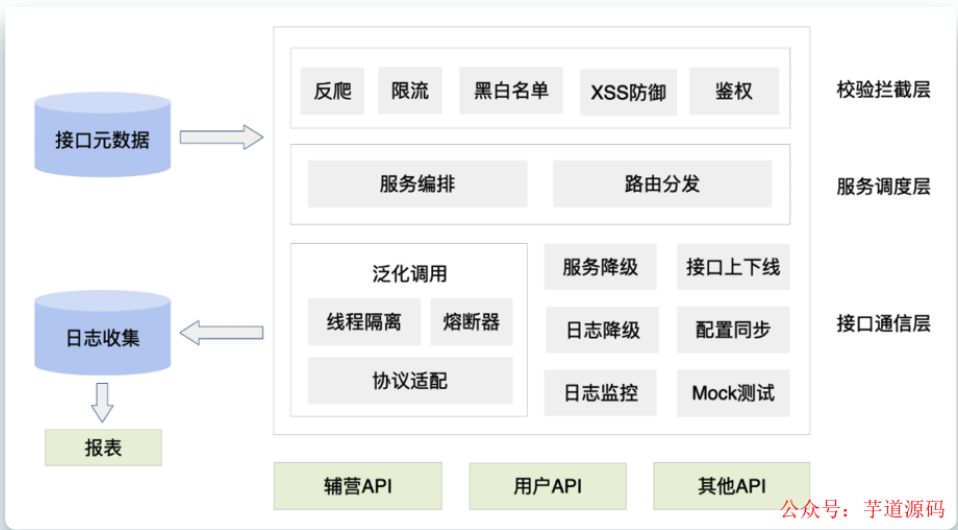 反爬
限流
黑白名单
XSS防御
鉴权
校验拦截层
接口元数据
服务编排
路由分发
服务调度层
泛化调用
线程隔离
熔断器
协议适配
服务降级
接口上下线
日志降级
配置同步
日志监控
Mock测试
接口通信层
日志收集
报表
辅营API
用户API
其他API
公众号：芋道源码